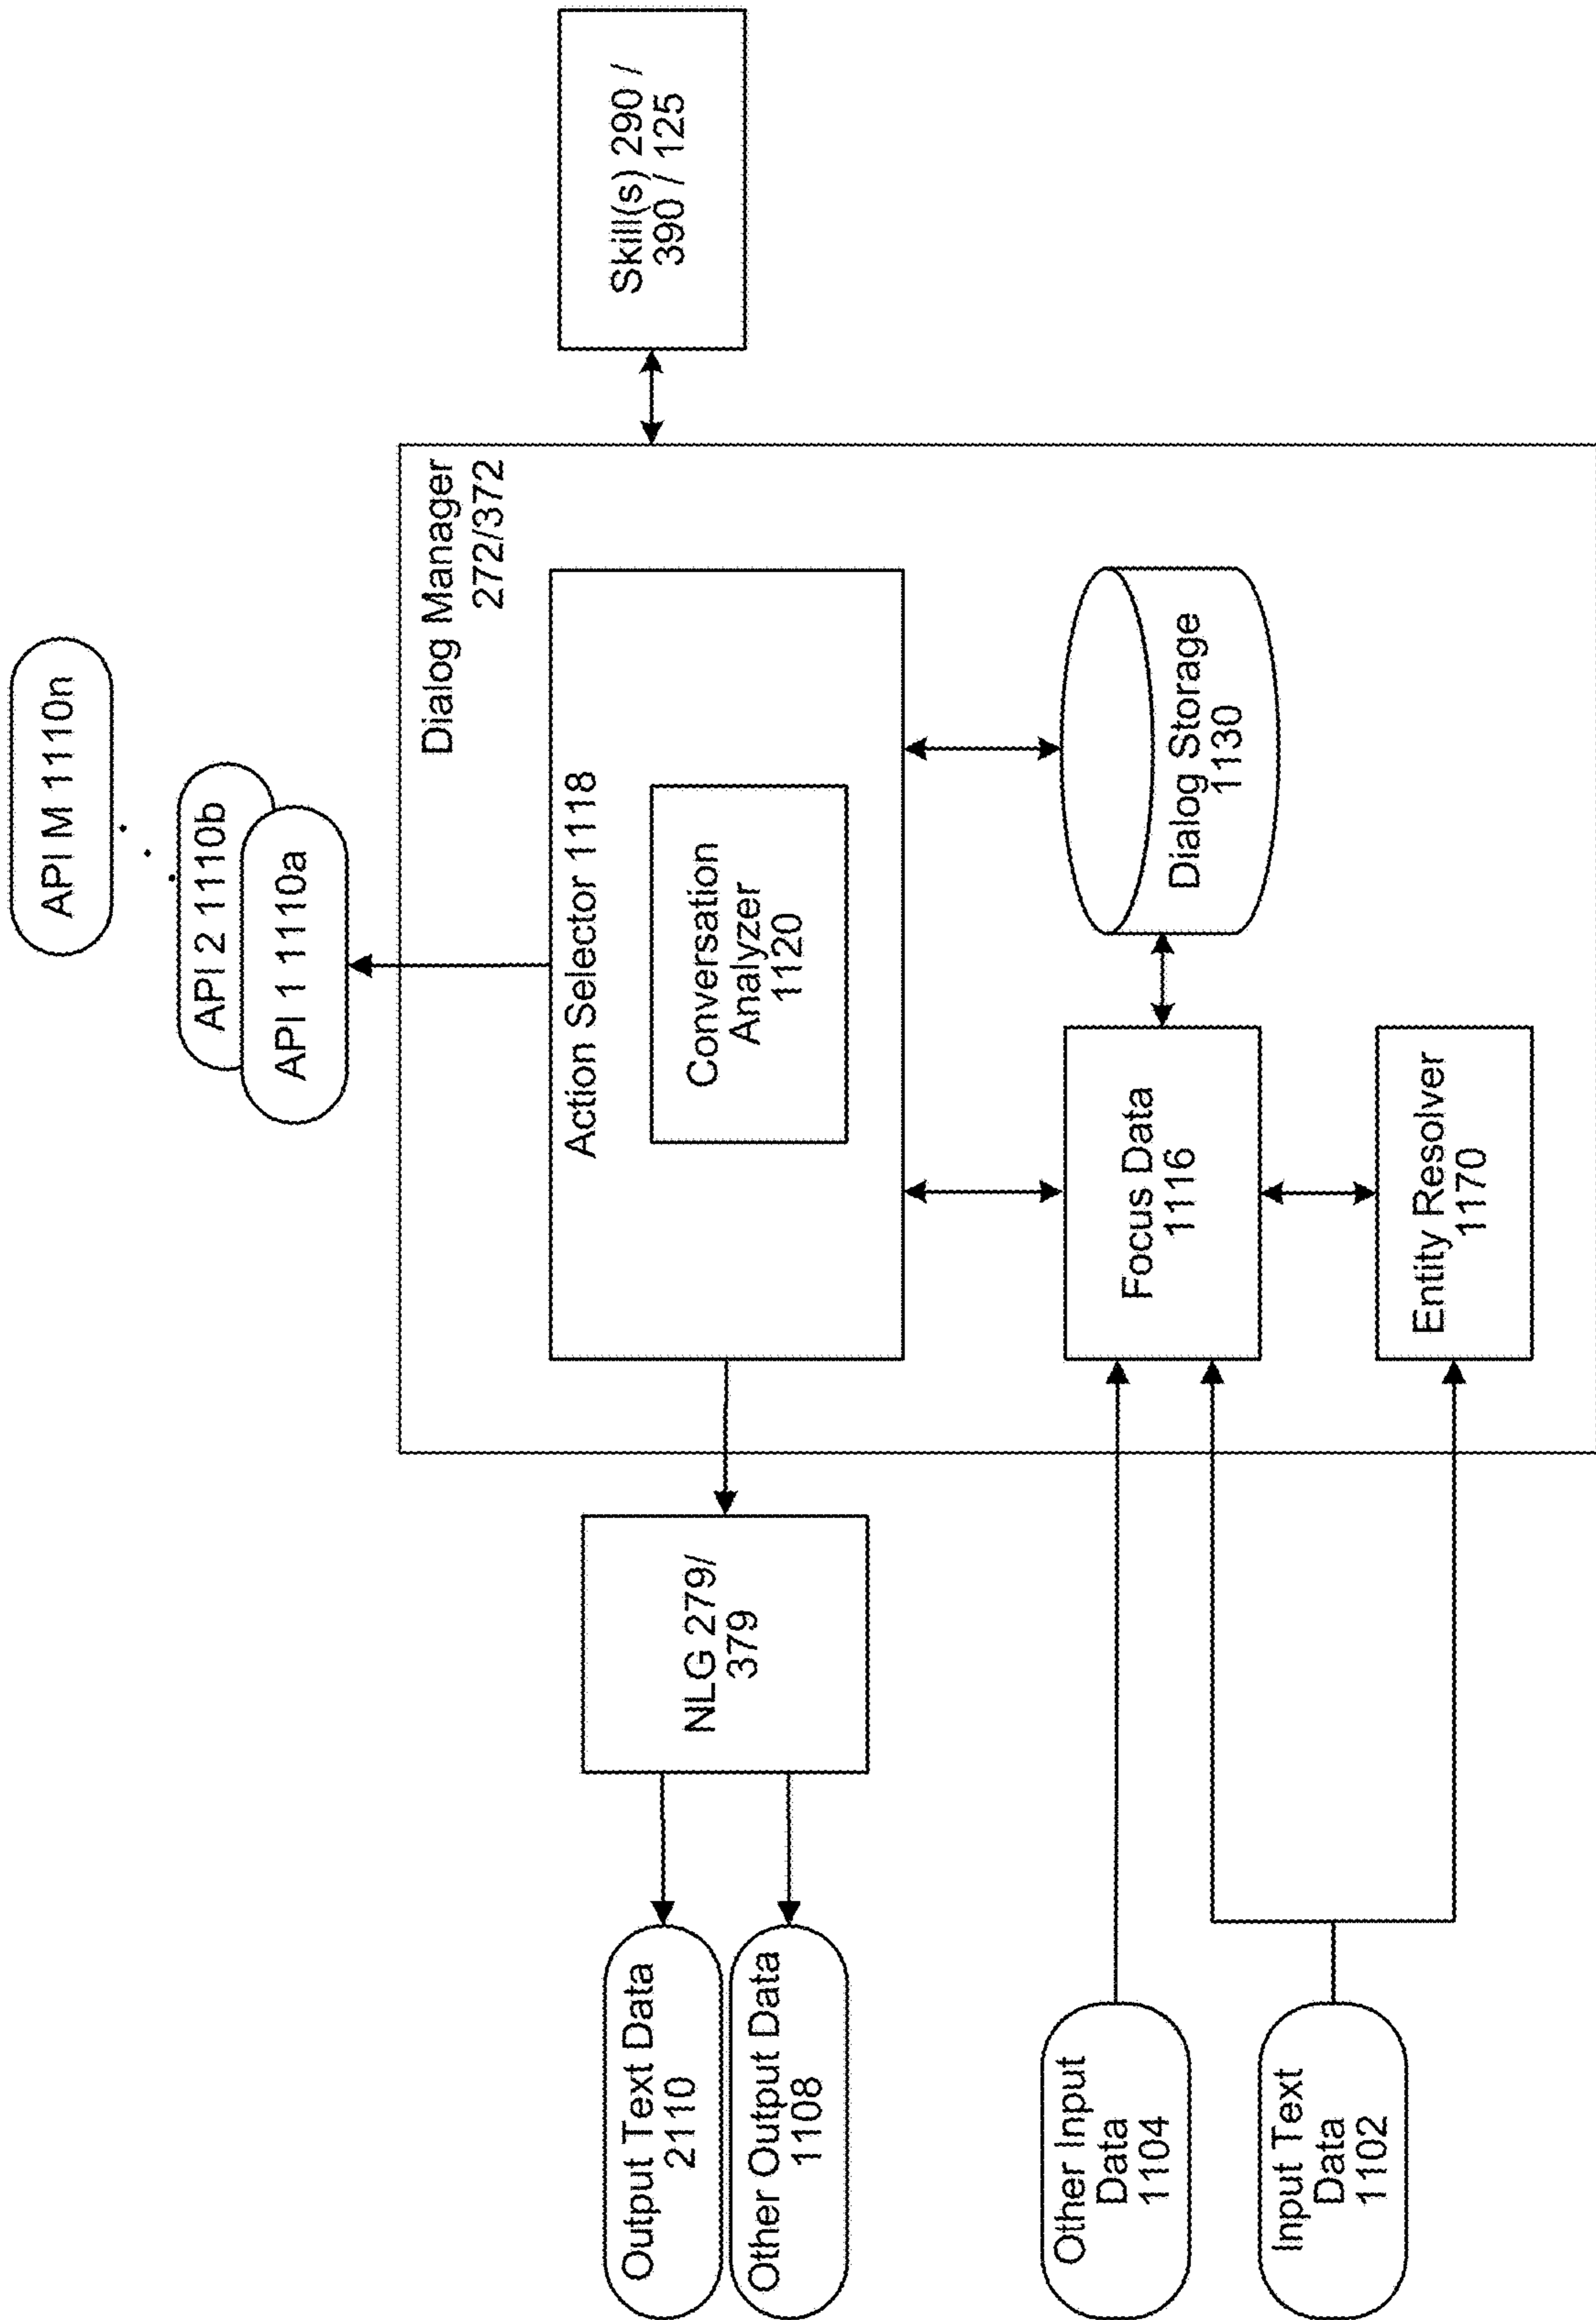 API M 1110n
API 2 1110b
API 1 1110a
Dialog Manager
272/372
Skill(s) 290 /
390 / 125
Action Selector 1118
Conversation
Analyzer
1120
NLG 279/
379
Output Text Data
2110
Other Output Data
1108
Focus Data
1116
Dialog Storage
1130
Entity Resolver
1170
Other Input
Data
1104
Input Text
Data
1102